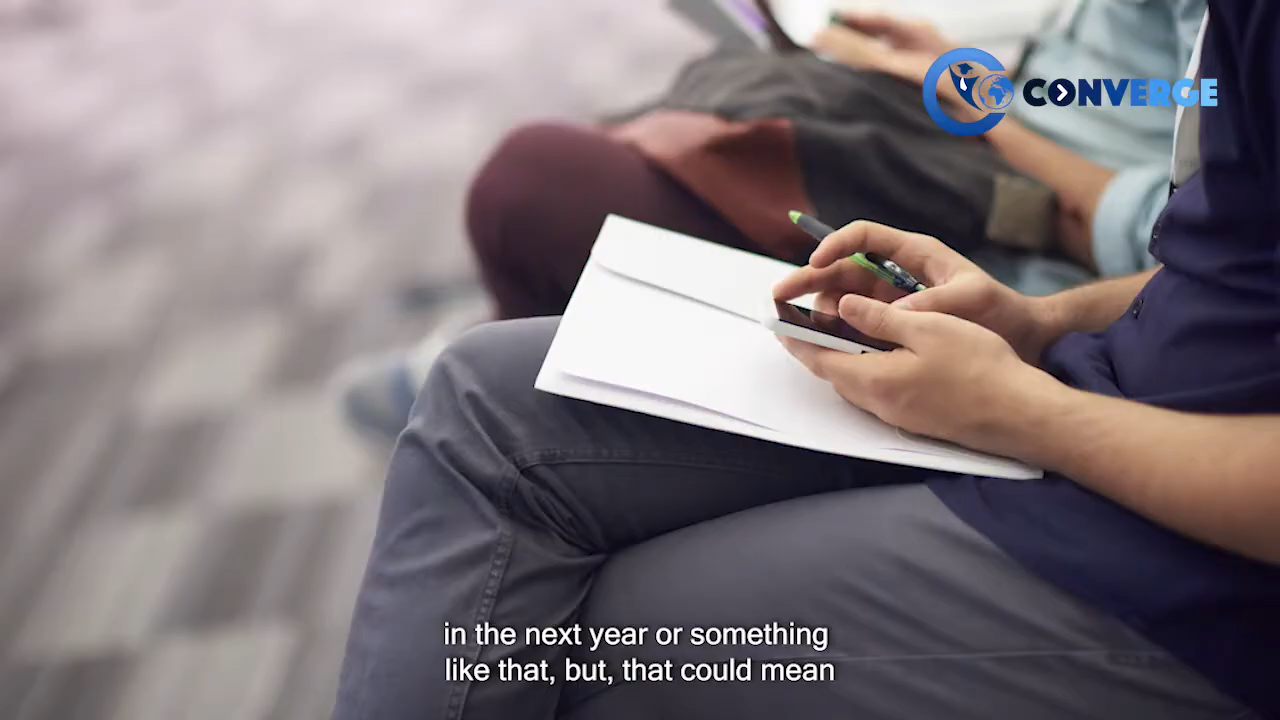 CONVERGE
in the next year or something
like that, but, that could mean